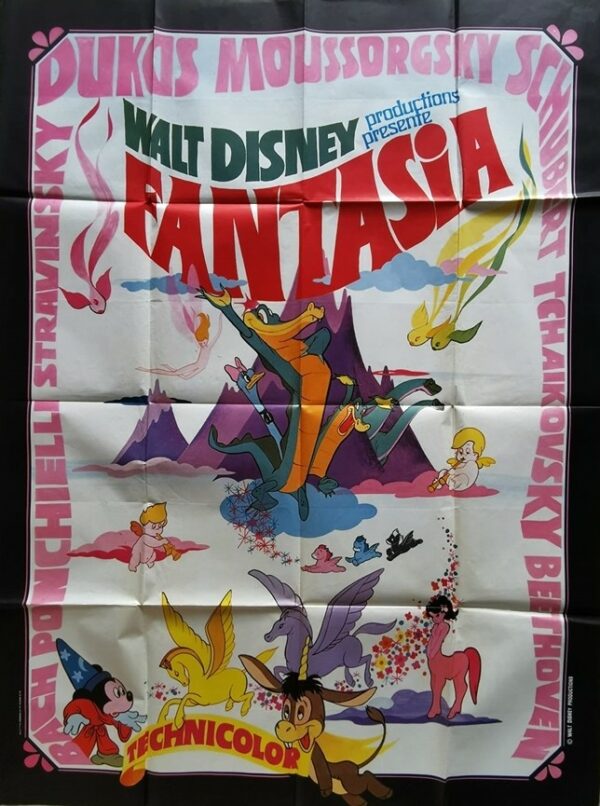 DUKAS MOUSSORGSKY SCHUBERT TCHAIKOVSKY BEETHOVEN
BACH PONCHIELLI STRAVINSKY
WALT DISNEY
productions
présente
FANTASIA
TECHNICOLOR
© WALT DISNEY PRODUCTIONS